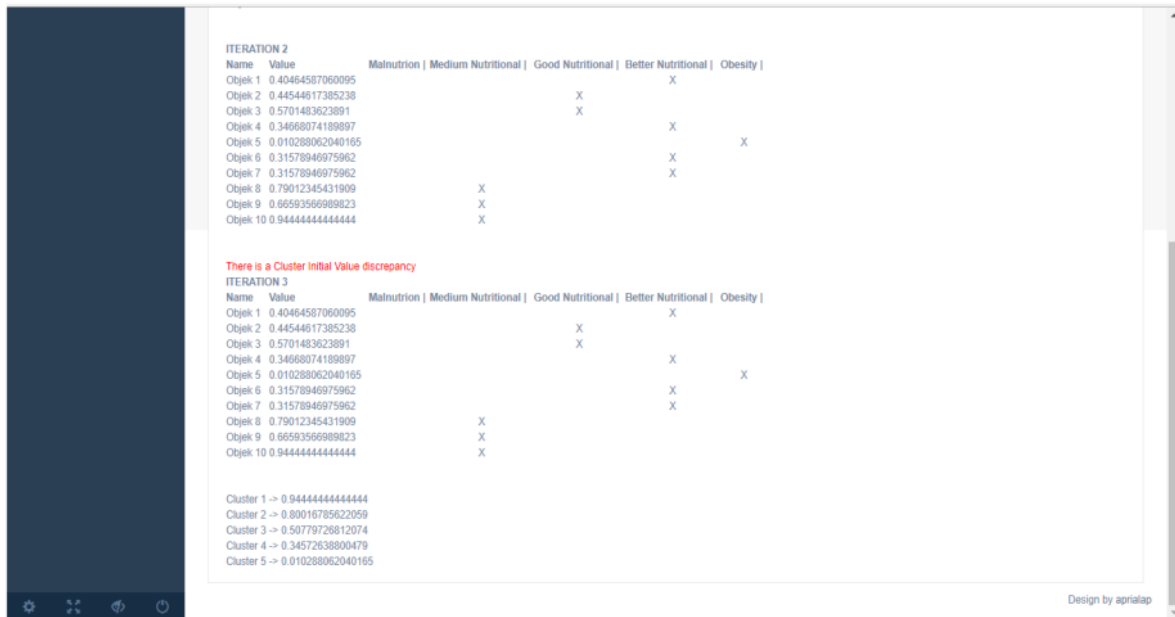 ITERATION 2
Name Value Malnutrion | Medium Nutritional | Good Nutritional | Better Nutritional | Obesity |
Objek 1 0.40464587060095 X
Objek 2 0.44544617385238 X
Objek 3 0.5701483623891 X
Objek 4 0.34668074189897 X
Objek 5 0.010288062040165 X
Objek 6 0.31578946975962 X
Objek 7 0.31578946975962 X
Objek 8 0.79012345431909 X
Objek 9 0.66593566989823 X
Objek 10 0.94444444444444 X
There is a Cluster Initial Value discrepancy
ITERATION 3
Name Value Malnutrion | Medium Nutritional | Good Nutritional | Better Nutritional | Obesity |
Objek 1 0.40464587060095 X
Objek 2 0.44544617385238 X
Objek 3 0.5701483623891 X
Objek 4 0.34668074189897 X
Objek 5 0.010288062040165 X
Objek 6 0.31578946975962 X
Objek 7 0.31578946975962 X
Objek 8 0.79012345431909 X
Objek 9 0.66593566989823 X
Objek 10 0.94444444444444 X
Cluster 1 -> 0.94444444444444
Cluster 2 -> 0.80016785622059
Cluster 3 -> 0.50779726812074
Cluster 4 -> 0.34572638800479
Cluster 5 -> 0.010288062040165
Design by aprialap